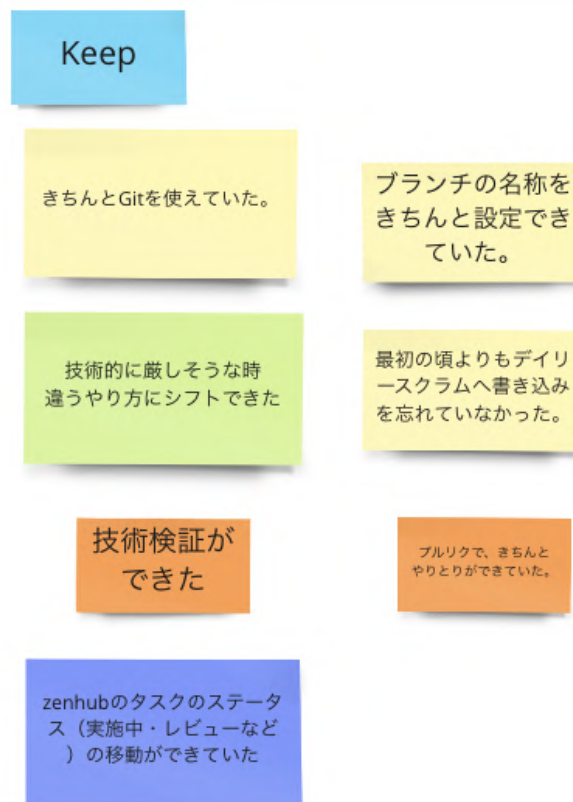 Keep
きちんとGitを使えていた。
ブランチの名称を
きちんと設定でき
ていた。
技術的に厳しそうな時
違うやり方にシフトできた
最初の頃よりもデイリ
ースクラムへ書き込み
を忘れていなかった。
技術検証が
できた
プルリクで、きちんと
やりとりができていた。
zenhubのタスクのステータ
ス（実施中・レビューなど
）の移動ができていた